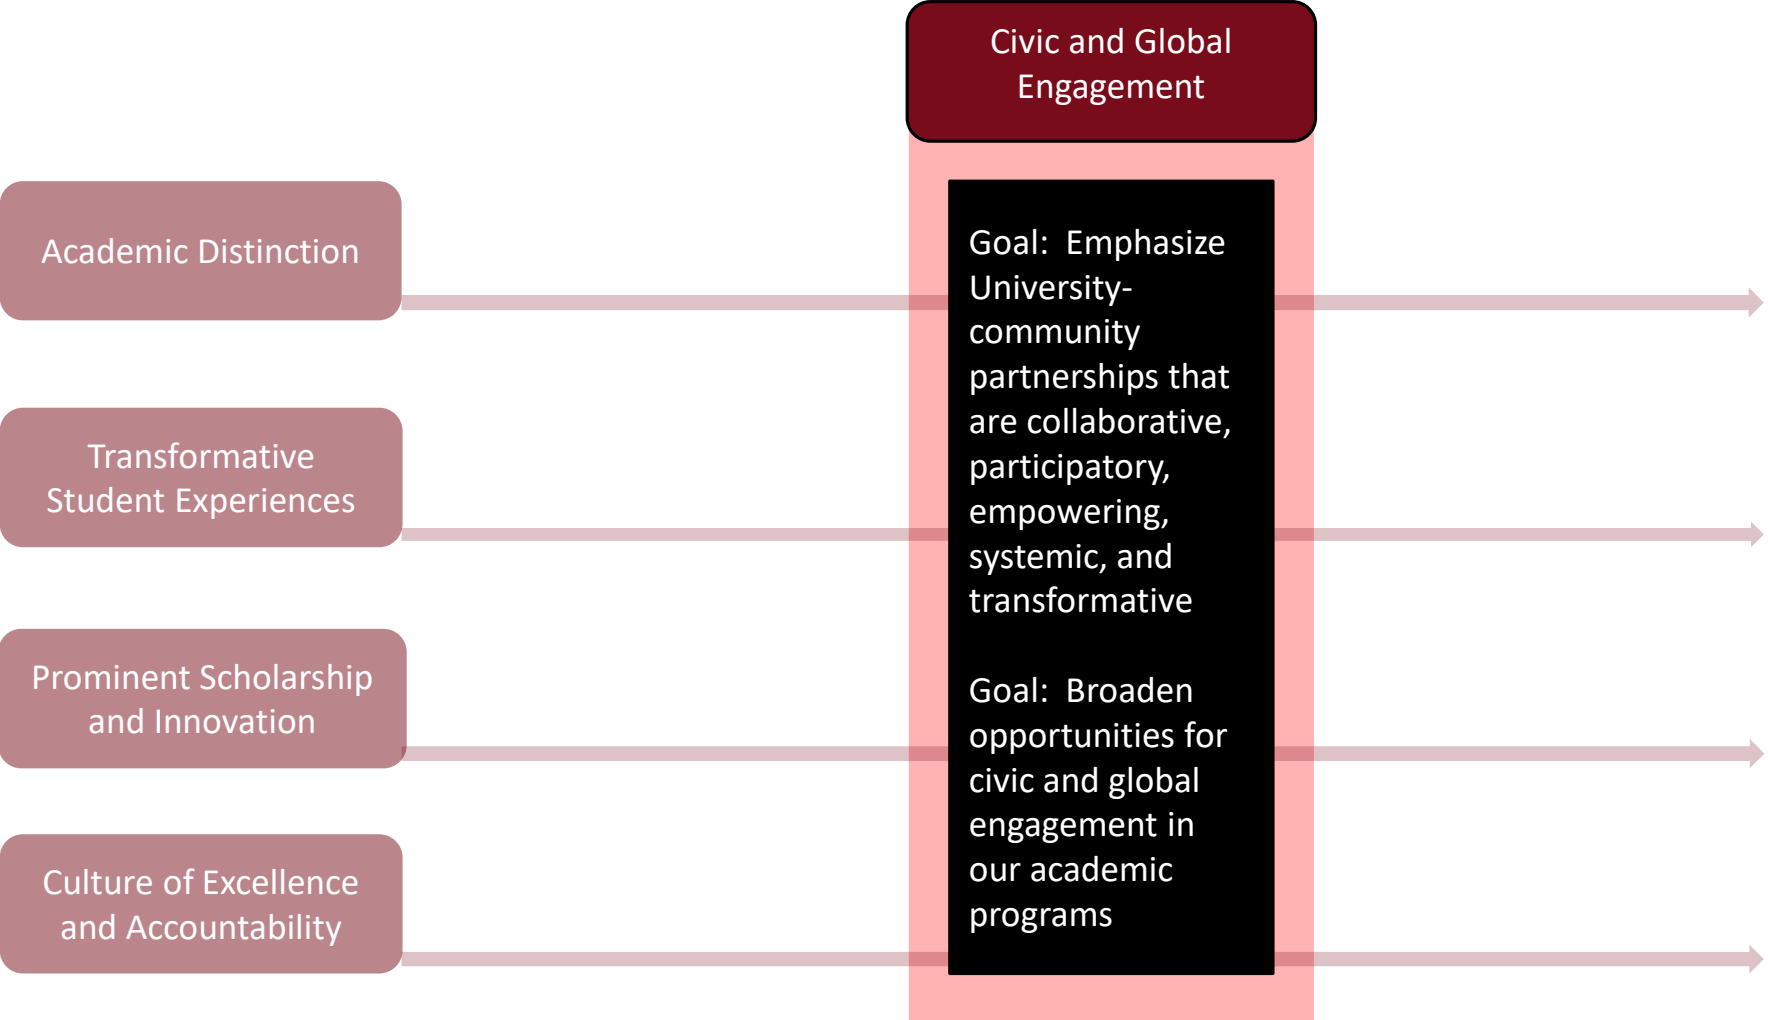 Civic and Global
Engagement
Academic Distinction
Transformative
Student Experiences
Prominent Scholarship
and Innovation
Culture of Excellence
and Accountability
Goal:  Emphasize
University-
community
partnerships that
are collaborative,
participatory,
empowering,
systemic, and
transformative
Goal:  Broaden
opportunities for
civic and global
engagement in
our academic
programs